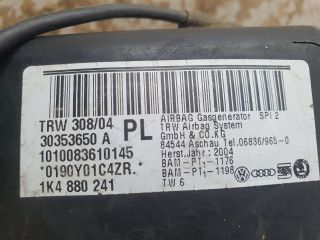 TRW 308/04
30353650 A
PL
1010083610145
*0190Y01C4ZR.*
1K4 880 241
AIRBAG Gasgenerator SPI 2
TRW Airbag System
GmbH & CO.KG
84544 Aschau Tel.06836/965-0
Herst.Jahr: 2004
BAM-PT1-1176
BAM-PT1-1198
TW 6